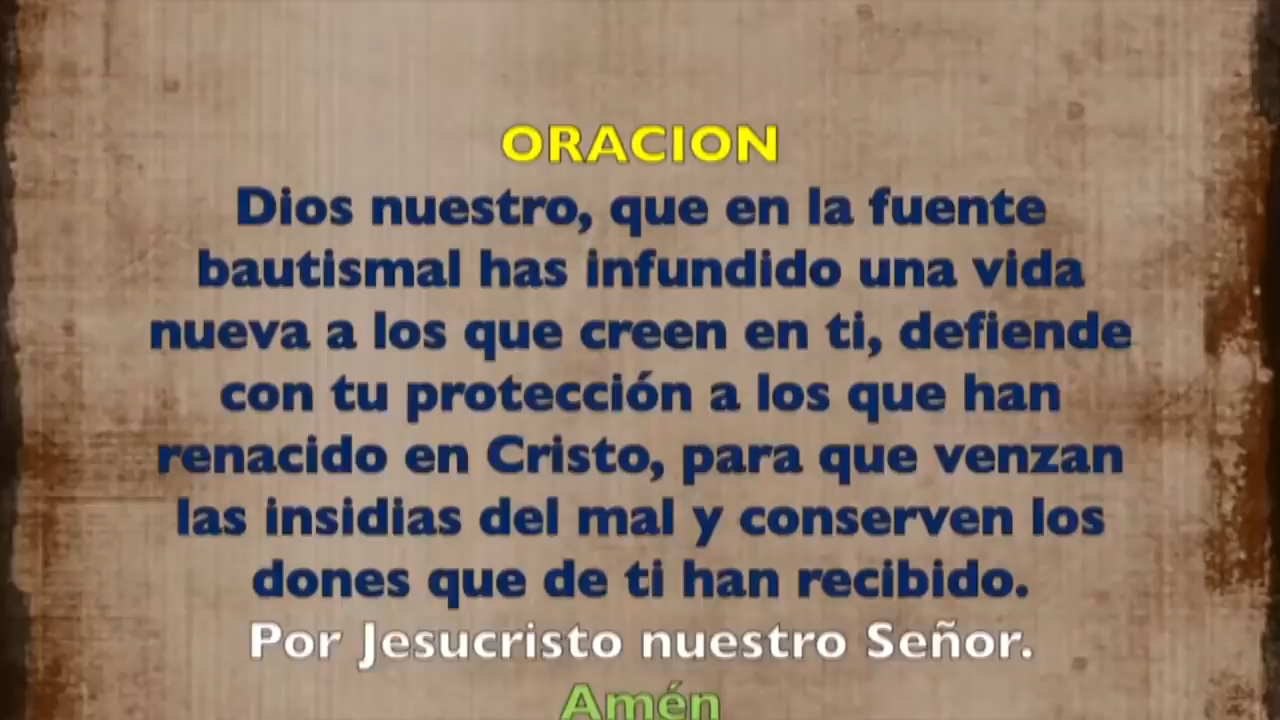 ORACION
Dios nuestro, que en la fuente
bautismal has infundido una vida
nueva a los que creen en ti, defiende
con tu protección a los que han
renacido en Cristo, para que venzan
las insidias del mal y conserven los
dones que de ti han recibido.
Por Jesucristo nuestro Señor.
Amén